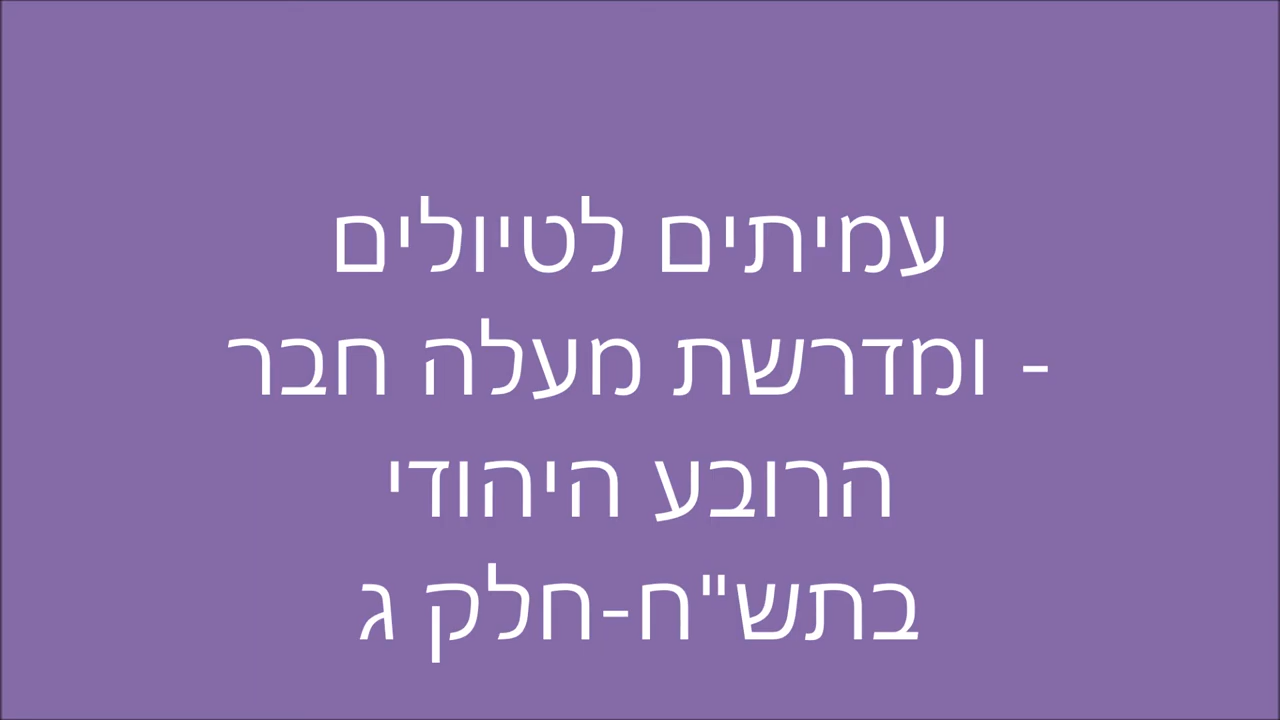 עמיתים לטיולים
- ומדרשת מעלה חבר
הרובע היהודי
בתש"ח-חלק ג